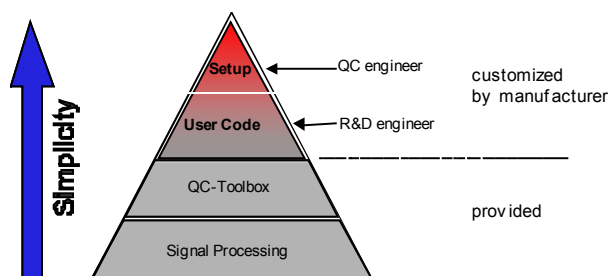 Simplicity
Setup
QC engineer
customized
by manufacturer
User Code
R&D engineer
QC-Toolbox
provided
Signal Processing